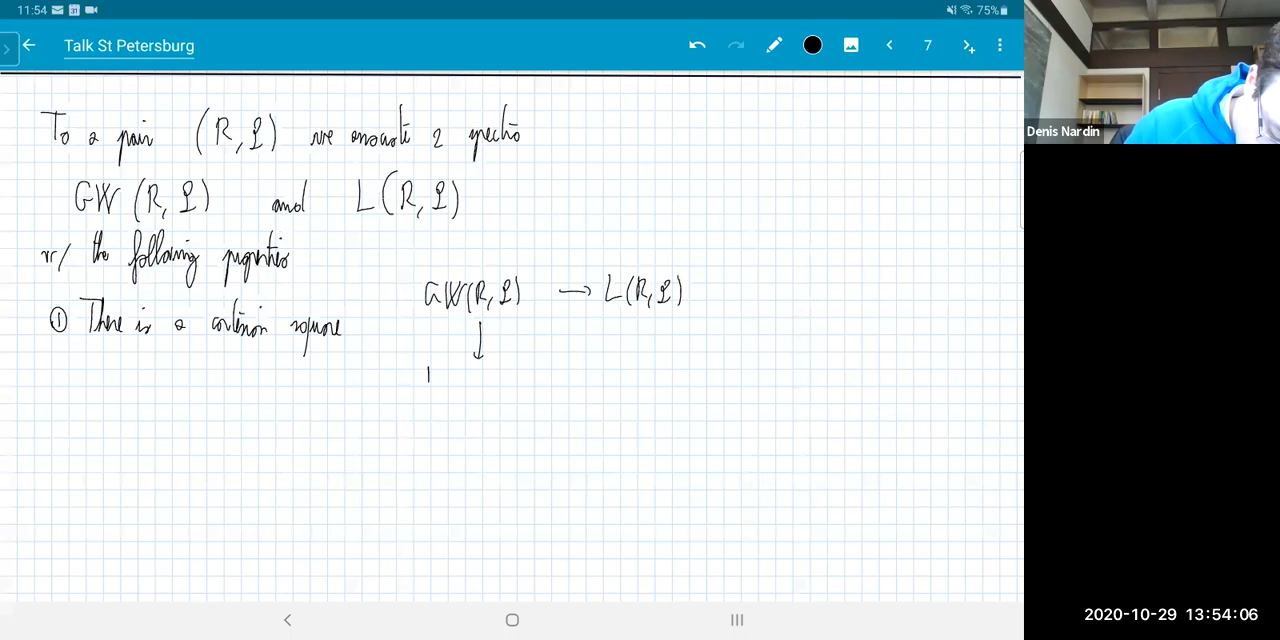 11:54 31 75%
Talk St Petersburg
7
To a pair (R, Ϙ) we associate 2 spectra
GW (R, Ϙ) and L(R, Ϙ)
w/ the following properties
① There is a cartesian square
GW(R, Ϙ) → L(R, Ϙ)
↓
Denis Nardin
2020-10-29 13:54:06